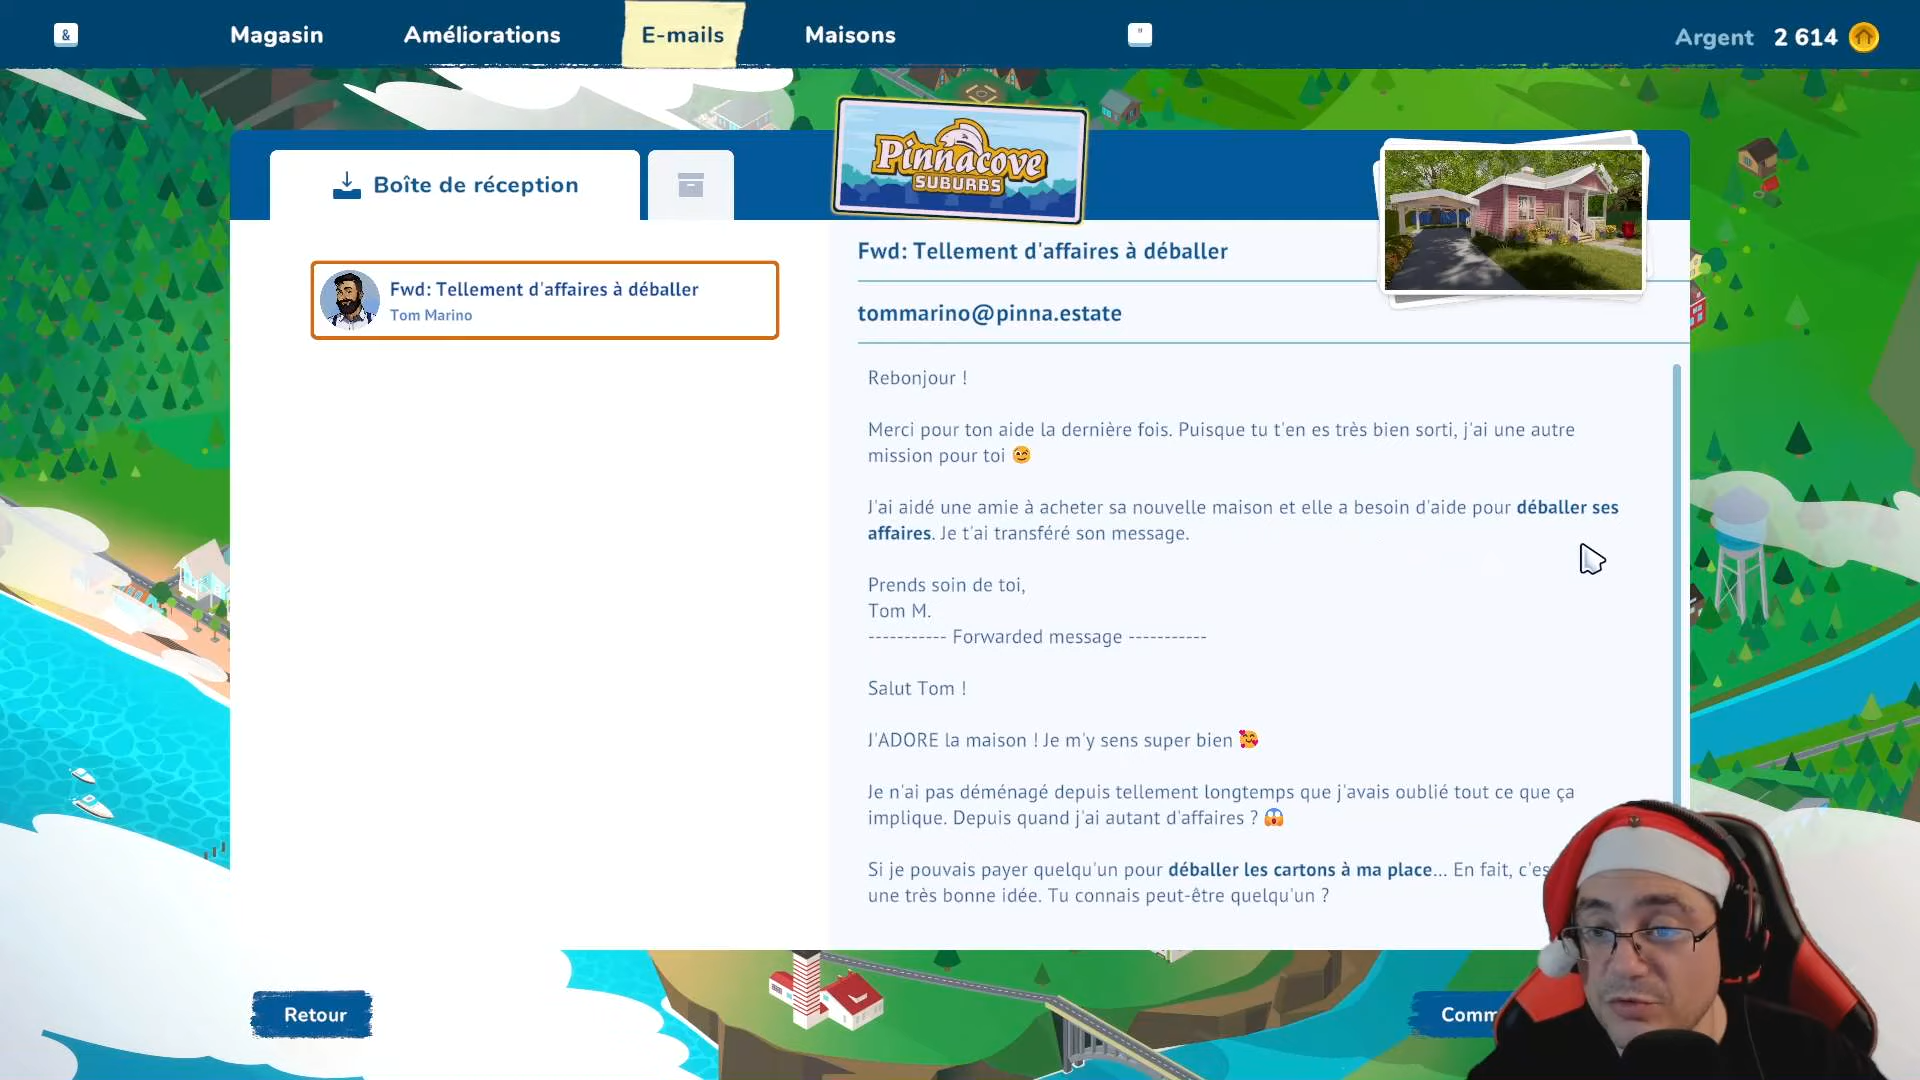 &
Magasin
Améliorations
E-mails
Maisons
"
Argent 2 614
Boîte de réception
Pinnacove
SUBURBS
Fwd: Tellement d'affaires à déballer
Tom Marino
Fwd: Tellement d'affaires à déballer
tommarino@pinna.estate
Rebonjour !
Merci pour ton aide la dernière fois. Puisque tu t'en es très bien sorti, j'ai une autre
mission pour toi 😊
J'ai aidé une amie à acheter sa nouvelle maison et elle a besoin d'aide pour déballer ses
affaires. Je t'ai transféré son message.
Prends soin de toi,
Tom M.
----------- Forwarded message -----------
Salut Tom !
J'ADORE la maison ! Je m'y sens super bien 🥰
Je n'ai pas déménagé depuis tellement longtemps que j'avais oublié tout ce que ça
implique. Depuis quand j'ai autant d'affaires ? 😱
Si je pouvais payer quelqu'un pour déballer les cartons à ma place... En fait, c'es
une très bonne idée. Tu connais peut-être quelqu'un ?
Retour
Comm